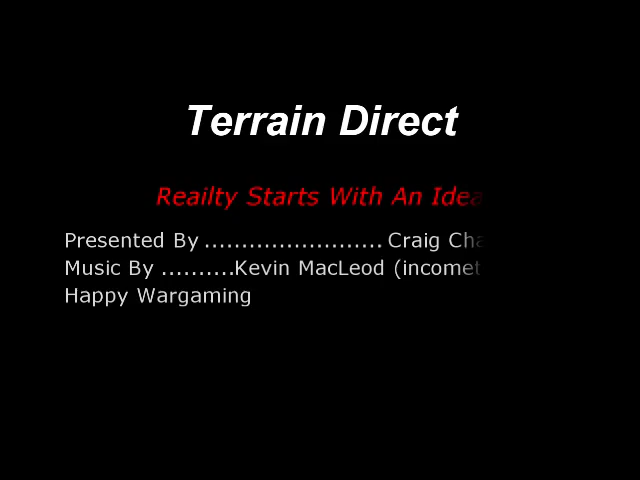 Terrain Direct
Reailty Starts With An Idea
Presented By ........................ Craig
Music By ..........Kevin MacLeod
Happy Wargaming